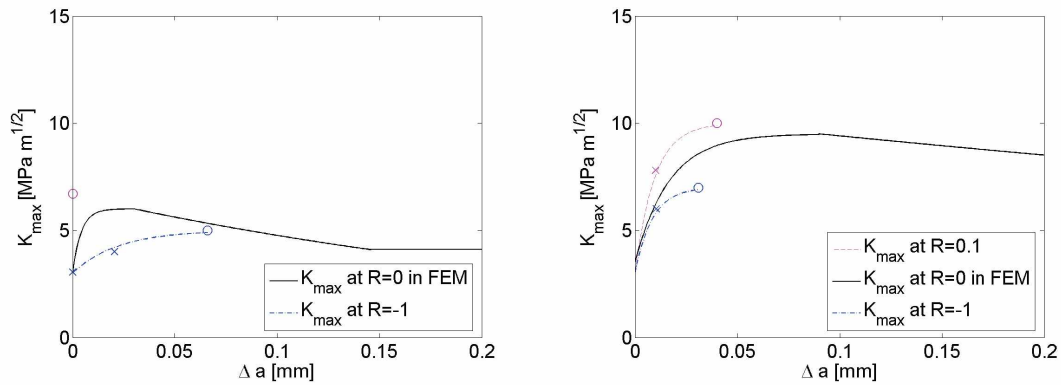 15
10
5
0
K_max [MPa m^1/2]
0
0.05
0.1
0.15
0.2
Δ a [mm]
K_max at R=0 in FEM
K_max at R=-1
15
10
5
0
K_max [MPa m^1/2]
0
0.05
0.1
0.15
0.2
Δ a [mm]
K_max at R=0.1
K_max at R=0 in FEM
K_max at R=-1